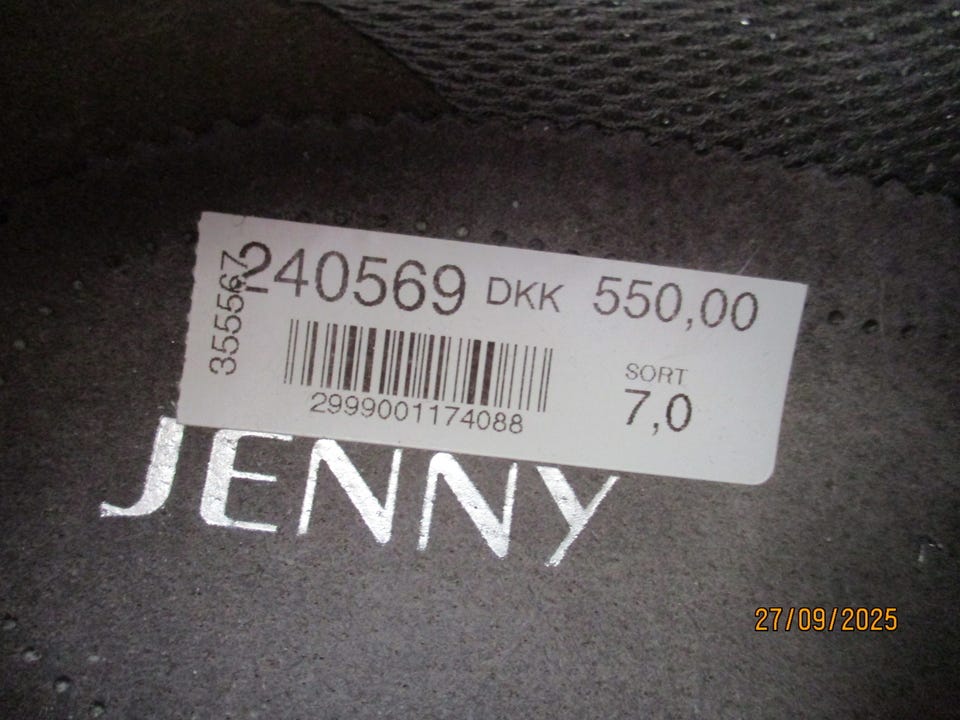 240569 DKK 550,00
355567
2999001174088
SORT
7,0
JENNY
27/09/2025